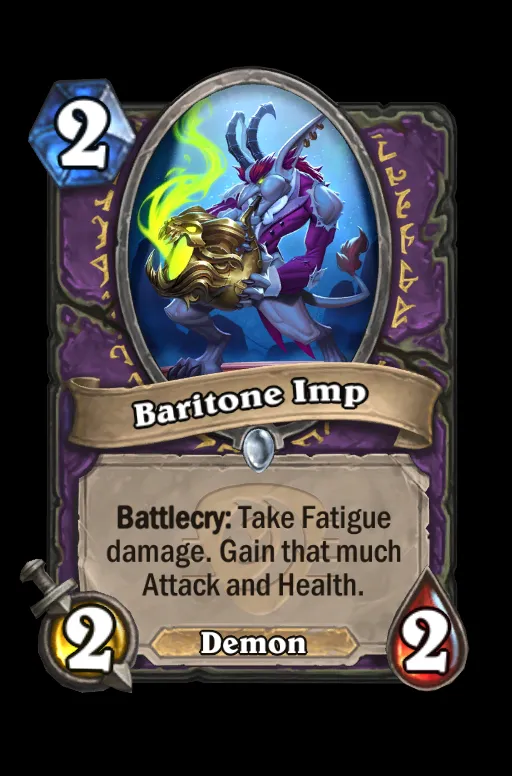 2
Baritone Imp
Battlecry: Take Fatigue
damage. Gain that much
Attack and Health.
2
Demon
2